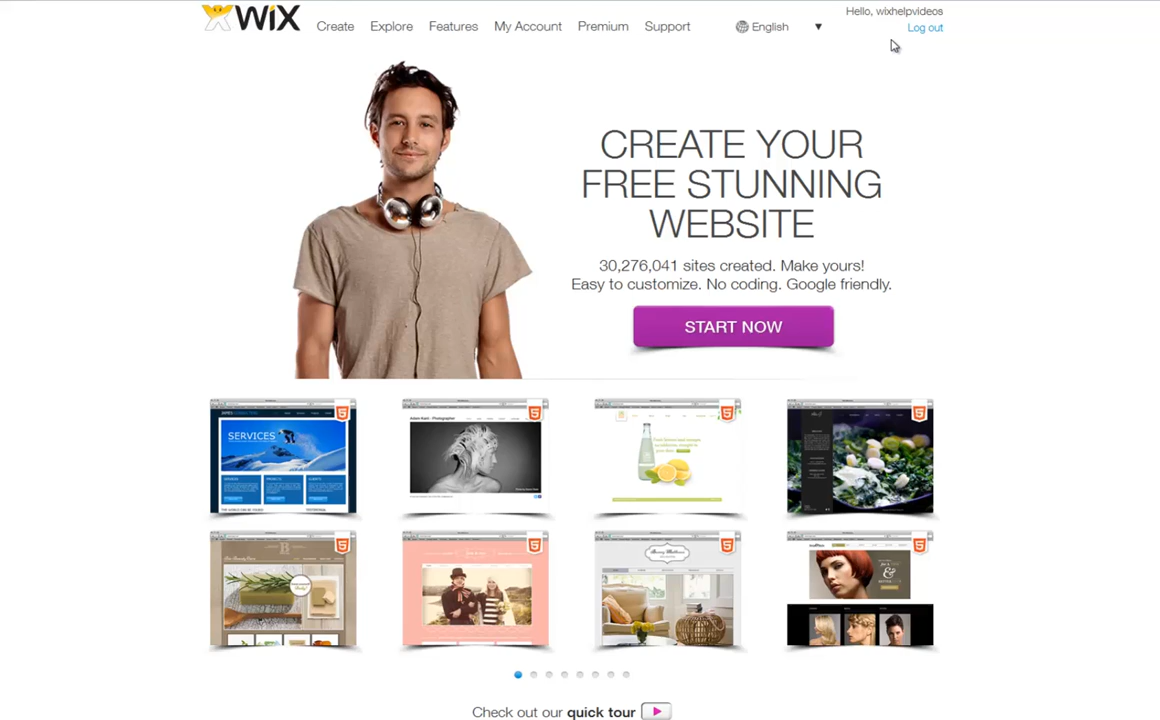 WiX
Create
Explore
Features
My Account
Premium
Support
English
Hello, wixhelpvideos
Log out
CREATE YOUR
FREE STUNNING
WEBSITE
30,276,041 sites created. Make yours!
Easy to customize. No coding. Google friendly.
START NOW
SERVICES
Check out our quick tour